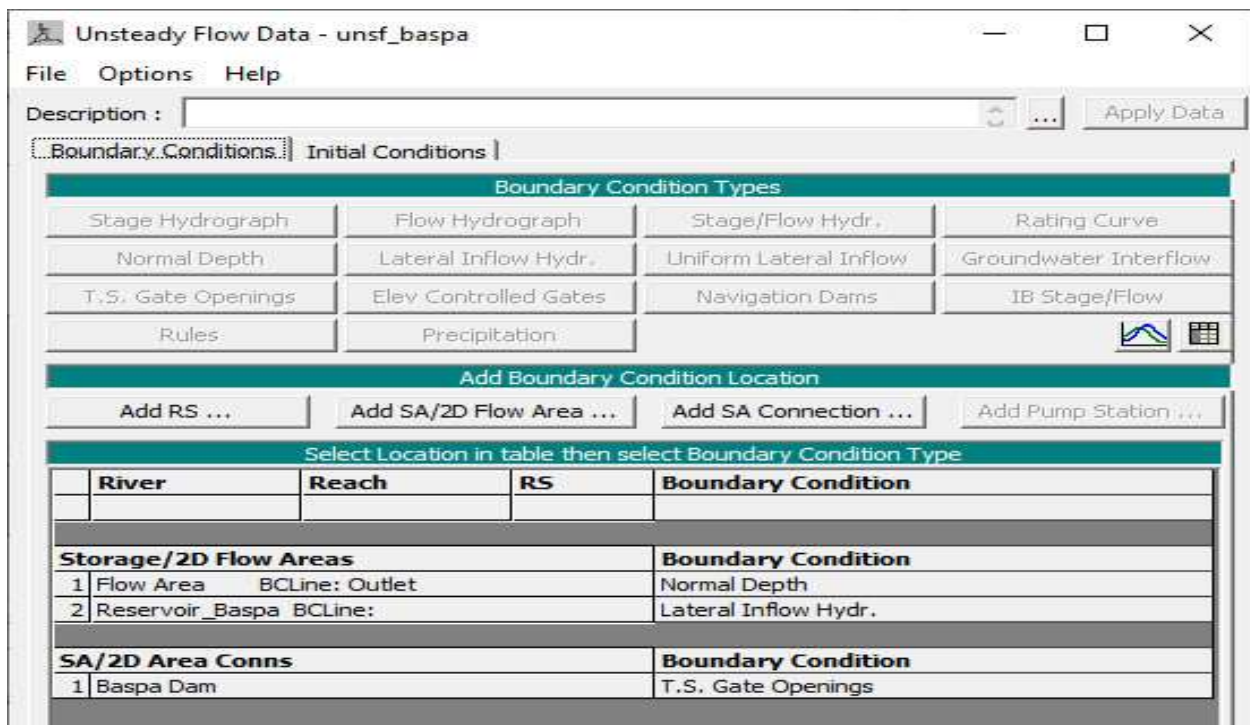 Unsteady Flow Data - unsf_baspa
File Options Help
Description : ... Apply Data
Boundary Conditions Initial Conditions
Boundary Condition Types
Stage Hydrograph Flow Hydrograph Stage/Flow Hydr. Rating Curve
Normal Depth Lateral Inflow Hydr. Uniform Lateral Inflow Groundwater Interflow
T.S. Gate Openings Elev Controlled Gates Navigation Dams IB Stage/Flow
Rules Precipitation
Add Boundary Condition Location
Add RS ... Add SA/2D Flow Area ... Add SA Connection ... Add Pump Station ...
Select Location in table then select Boundary Condition Type
River Reach RS Boundary Condition
Storage/2D Flow Areas Boundary Condition
1 Flow Area BCLine: Outlet Normal Depth
2 Reservoir_Baspa BCLine: Lateral Inflow Hydr.
SA/2D Area Conns Boundary Condition
1 Baspa Dam T.S. Gate Openings